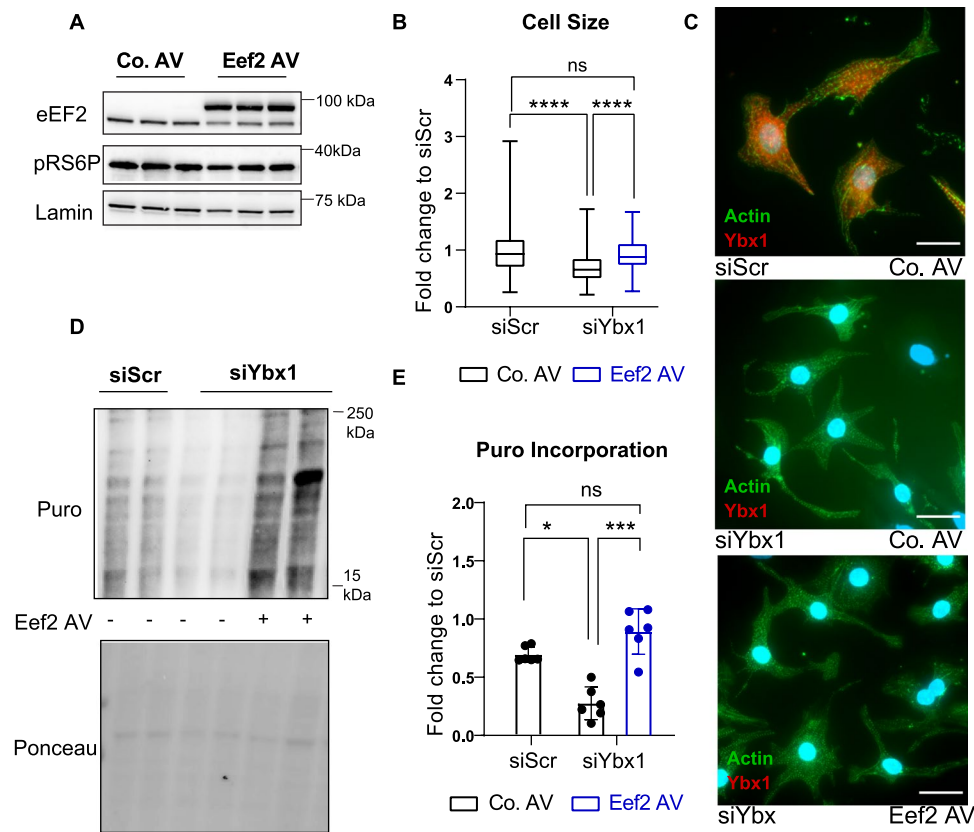 A
Co. AV
Eef2 AV
eEF2
100 kDa
pRS6P
40kDa
Lamin
75 kDa
B
Cell Size
ns
****
****
Fold change to siScr
4
3
2
1
0
siScr
siYbx1
Co. AV
Eef2 AV
C
Actin
Ybx1
siScr
Co. AV
Actin
Ybx1
siYbx1
Co. AV
Actin
Ybx1
siYbx
Eef2 AV
D
siScr
siYbx1
250
kDa
Puro
15
kDa
Eef2 AV
- - - - + +
Ponceau
E
Puro Incorporation
ns
*
***
Fold change to siScr
2.0
1.5
1.0
0.5
0.0
siScr
siYbx1
Co. AV
Eef2 AV